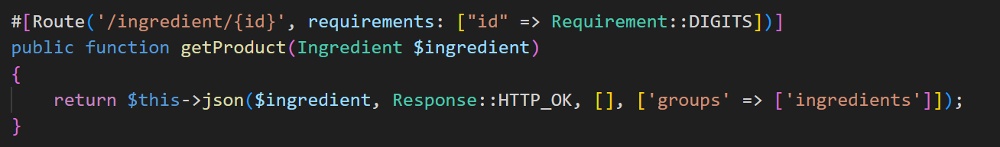 #[Route('/ingredient/{id}', requirements: ["id" => Requirement::DIGITS])]
public function getProduct(Ingredient $ingredient)
{
    return $this->json($ingredient, Response::HTTP_OK, [], ['groups' => ['ingredients']]);
}